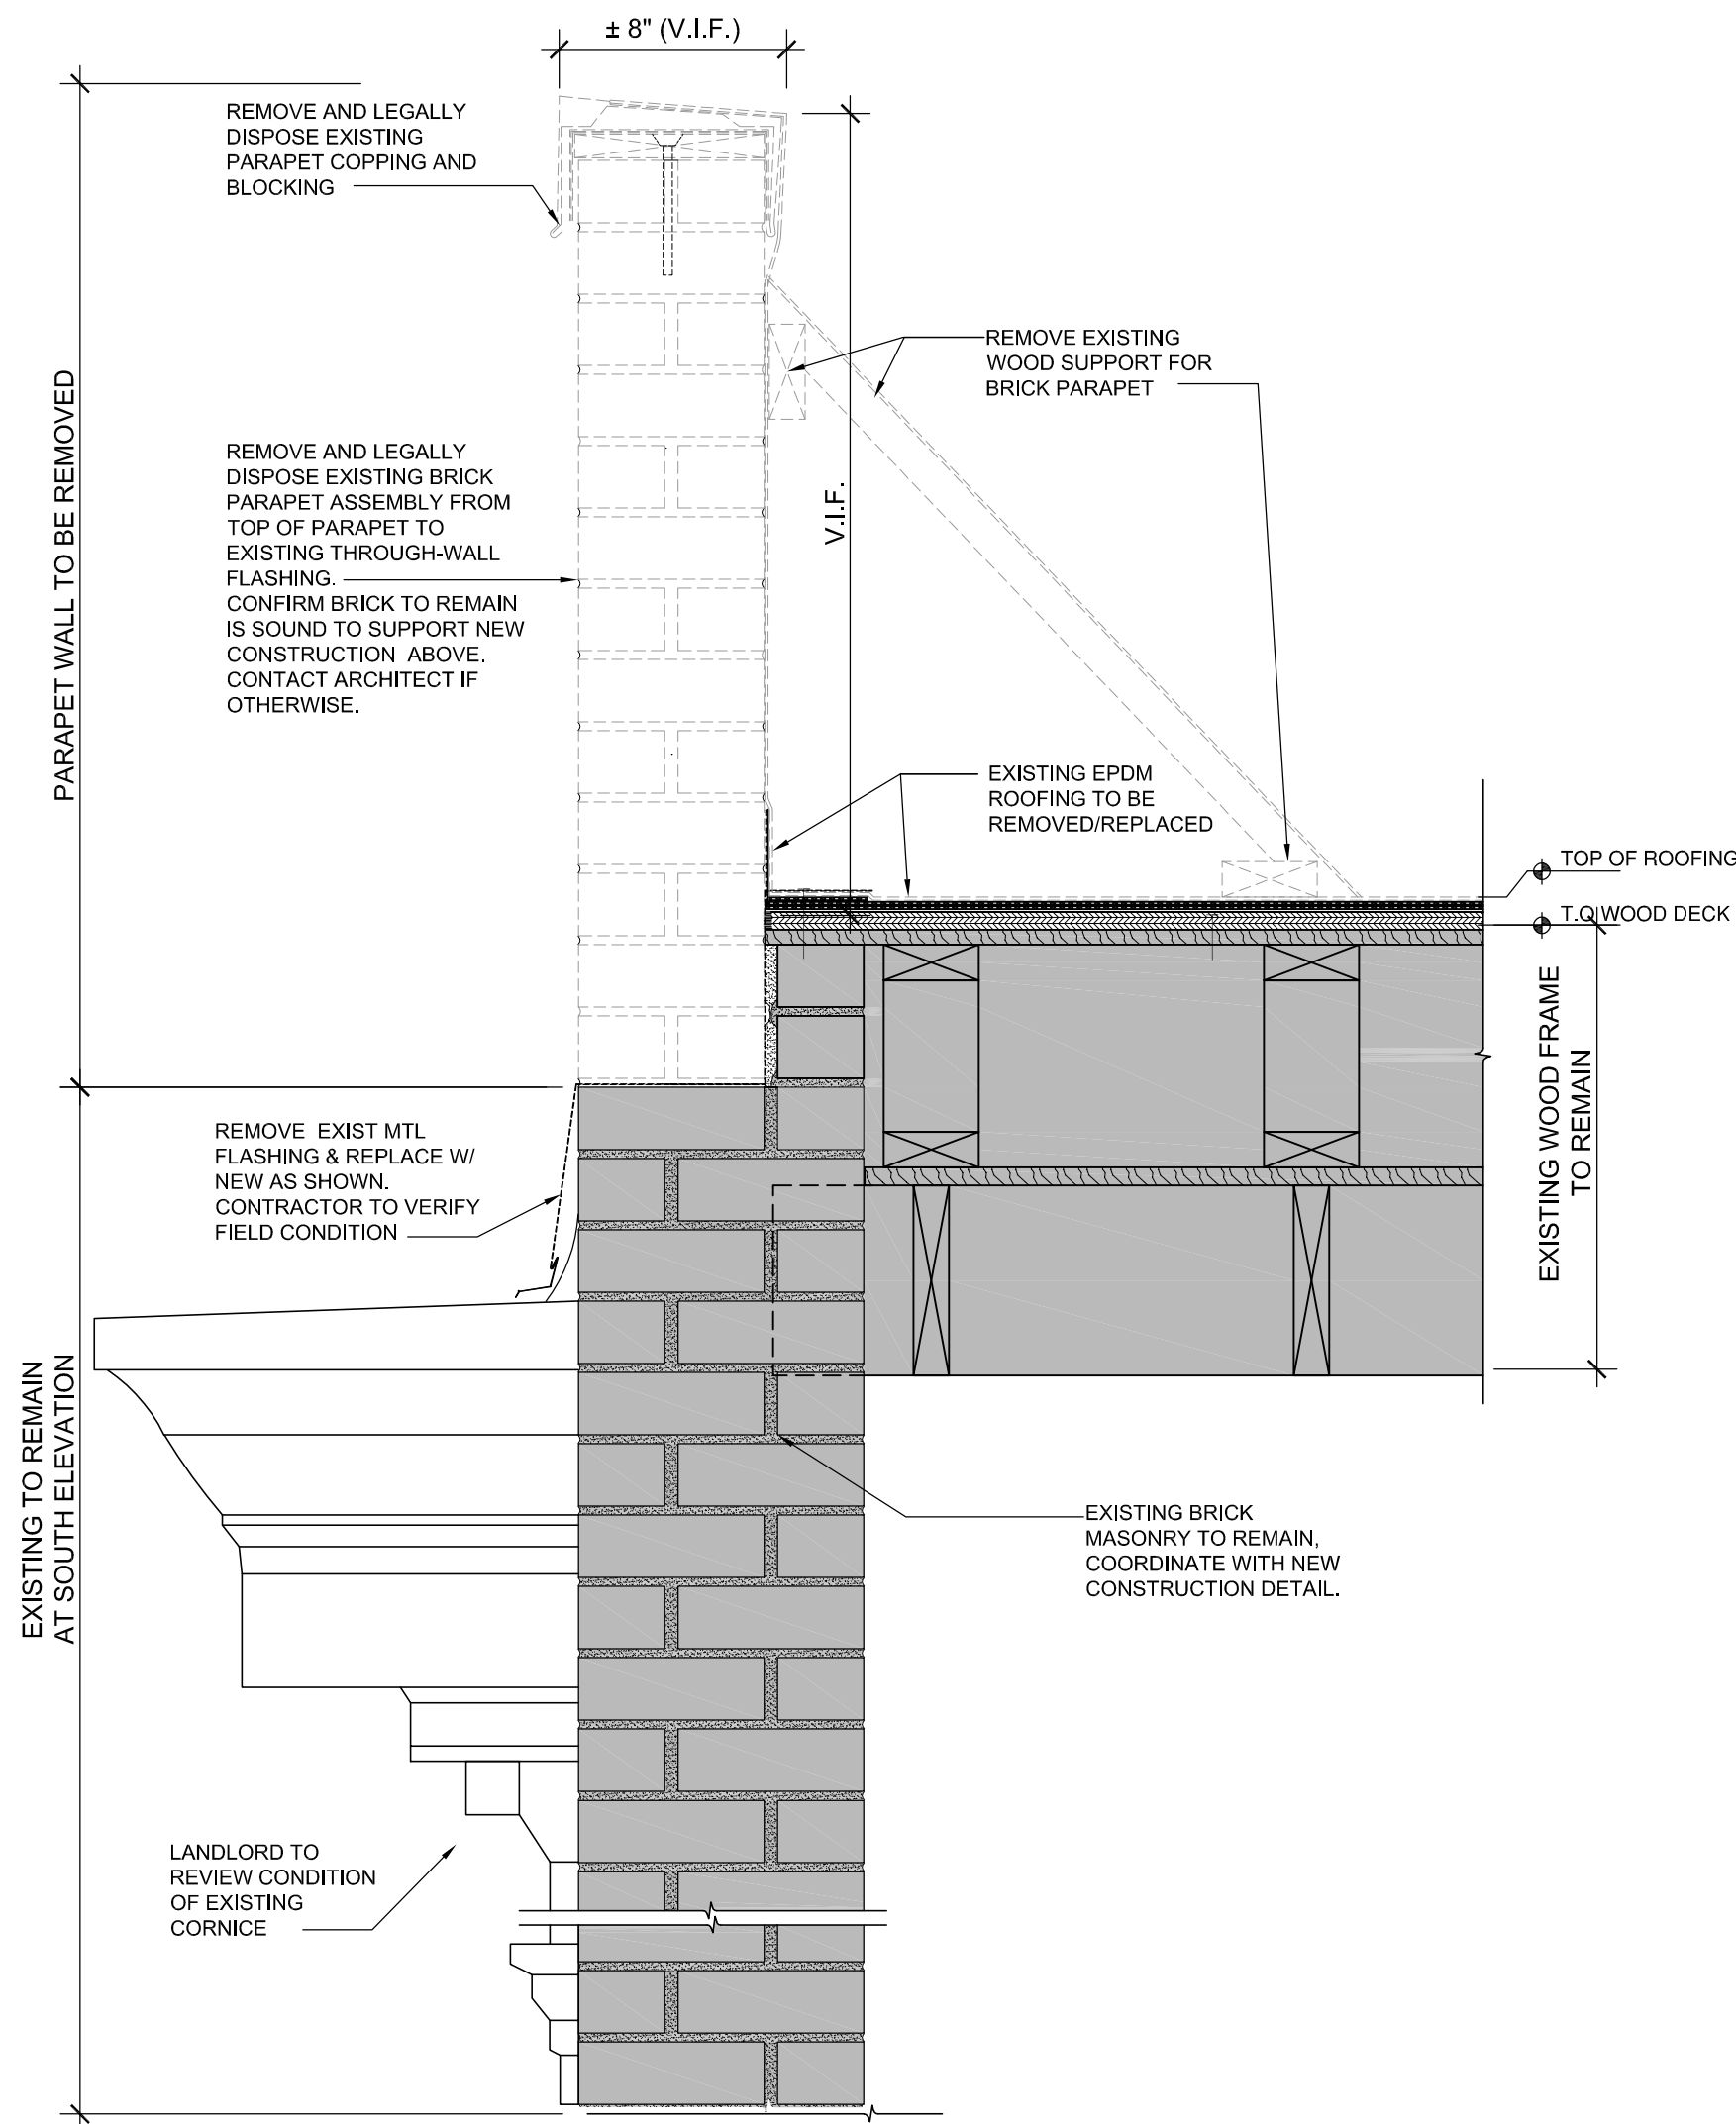 ± 8" (V.I.F.)
REMOVE AND LEGALLY
DISPOSE EXISTING
PARAPET COPPING AND
BLOCKING
REMOVE EXISTING
WOOD SUPPORT FOR
BRICK PARAPET
PARAPET WALL TO BE REMOVED
REMOVE AND LEGALLY
DISPOSE EXISTING BRICK
PARAPET ASSEMBLY FROM
TOP OF PARAPET TO
EXISTING THROUGH-WALL
FLASHING.
CONFIRM BRICK TO REMAIN
IS SOUND TO SUPPORT NEW
CONSTRUCTION ABOVE.
CONTACT ARCHITECT IF
OTHERWISE.
V.I.F.
EXISTING EPDM
ROOFING TO BE
REMOVED/REPLACED
TOP OF ROOFING
T.O WOOD DECK
EXISTING WOOD FRAME
TO REMAIN
REMOVE EXIST MTL
FLASHING & REPLACE W/
NEW AS SHOWN.
CONTRACTOR TO VERIFY
FIELD CONDITION
EXISTING TO REMAIN
AT SOUTH ELEVATION
EXISTING BRICK
MASONRY TO REMAIN,
COORDINATE WITH NEW
CONSTRUCTION DETAIL.
LANDLORD TO
REVIEW CONDITION
OF EXISTING
CORNICE